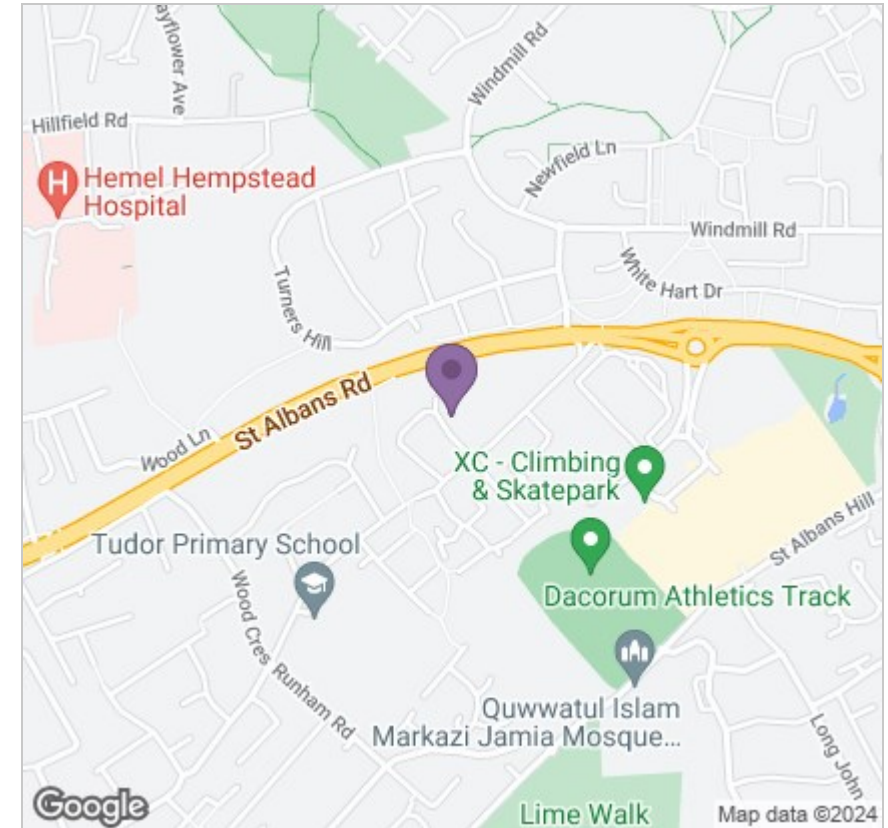 ayflower Ave
Windmill Rd
Hillfield Rd
Newfield Ln
Hemel Hempstead
Hospital
Windmill Rd
White Hart Dr
Turners Hill
St Albans Rd
Wood Ln
XC - Climbing
& Skatepark
St Albans Hill
Tudor Primary School
Dacorum Athletics Track
Wood Cres
Runham Rd
Quwwatul Islam
Markazi Jamia Mosque...
Long John
Google
Lime Walk
Map data ©2024